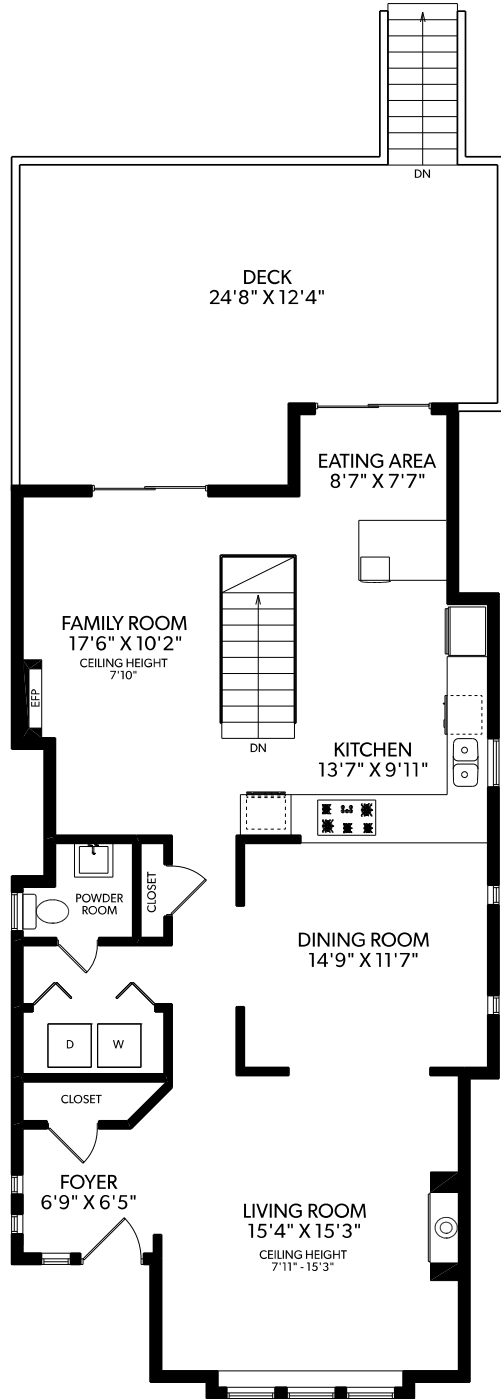 DN
DECK
24'8" X 12'4"
EATING AREA
8'7" X 7'7"
FAMILY ROOM
17'6" X 10'2"
CEILING HEIGHT
7'10"
EFP
DN
KITCHEN
13'7" X 9'11"
CLOSET
POWDER
ROOM
DINING ROOM
14'9" X 11'7"
D
W
CLOSET
FOYER
6'9" X 6'5"
LIVING ROOM
15'4" X 15'3"
CEILING HEIGHT
7'11" - 15'3"